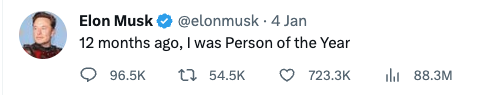 Elon Musk @elonmusk · 4 Jan
12 months ago, I was Person of the Year
96.5K 54.5K 723.3K 88.3M